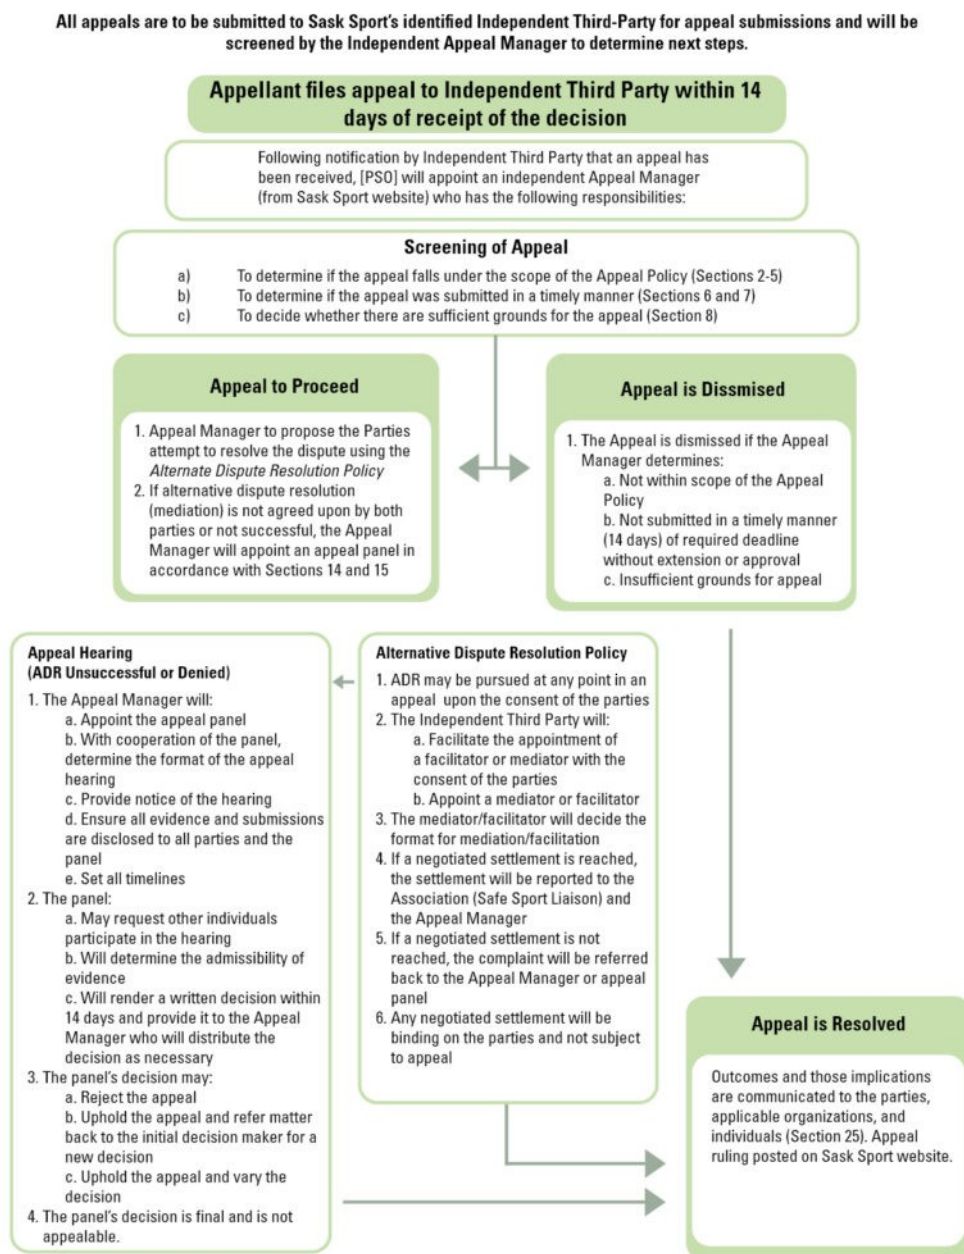 All appeals are to be submitted to Sask Sport's identified Independent Third-Party for appeal submissions and will be
screened by the Independent Appeal Manager to determine next steps.
Appellant files appeal to Independent Third Party within 14
days of receipt of the decision
Following notification by Independent Third Party that an appeal has
been received, [PSO] will appoint an independent Appeal Manager
(from Sask Sport website) who has the following responsibilities:
Screening of Appeal
a) To determine if the appeal falls under the scope of the Appeal Policy (Sections 2-5)
b) To determine if the appeal was submitted in a timely manner (Sections 6 and 7)
c) To decide whether there are sufficient grounds for the appeal (Section 8)
Appeal to Proceed
1. Appeal Manager to propose the Parties
attempt to resolve the dispute using the
Alternate Dispute Resolution Policy
2. If alternative dispute resolution
(mediation) is not agreed upon by both
parties or not successful, the Appeal
Manager will appoint an appeal panel in
accordance with Sections 14 and 15
Appeal is Dissmised
1. The Appeal is dismissed if the Appeal
Manager determines:
a. Not within scope of the Appeal
Policy
b. Not submitted in a timely manner
(14 days) of required deadline
without extension or approval
c. Insufficient grounds for appeal
Appeal Hearing
(ADR Unsuccessful or Denied)
1. The Appeal Manager will:
a. Appoint the appeal panel
b. With cooperation of the panel,
determine the format of the appeal
hearing
c. Provide notice of the hearing
d. Ensure all evidence and submissions
are disclosed to all parties and the
panel
e. Set all timelines
2. The panel:
a. May request other individuals
participate in the hearing
b. Will determine the admissibility of
evidence
c. Will render a written decision within
14 days and provide it to the Appeal
Manager who will distribute the
decision as necessary
3. The panel's decision may:
a. Reject the appeal
b. Uphold the appeal and refer matter
back to the initial decision maker for a
new decision
c. Uphold the appeal and vary the
decision
4. The panel's decision is final and is not
appealable.
Alternative Dispute Resolution Policy
1. ADR may be pursued at any point in an
appeal upon the consent of the parties
2. The Independent Third Party will:
a. Facilitate the appointment of
a facilitator or mediator with the
consent of the parties
b. Appoint a mediator or facilitator
3. The mediator/facilitator will decide the
format for mediation/facilitation
4. If a negotiated settlement is reached,
the settlement will be reported to the
Association (Safe Sport Liaison) and
the Appeal Manager
5. If a negotiated settlement is not
reached, the complaint will be referred
back to the Appeal Manager or appeal
panel
6. Any negotiated settlement will be
binding on the parties and not subject
to appeal
Appeal is Resolved
Outcomes and those implications
are communicated to the parties,
applicable organizations, and
individuals (Section 25). Appeal
ruling posted on Sask Sport website.